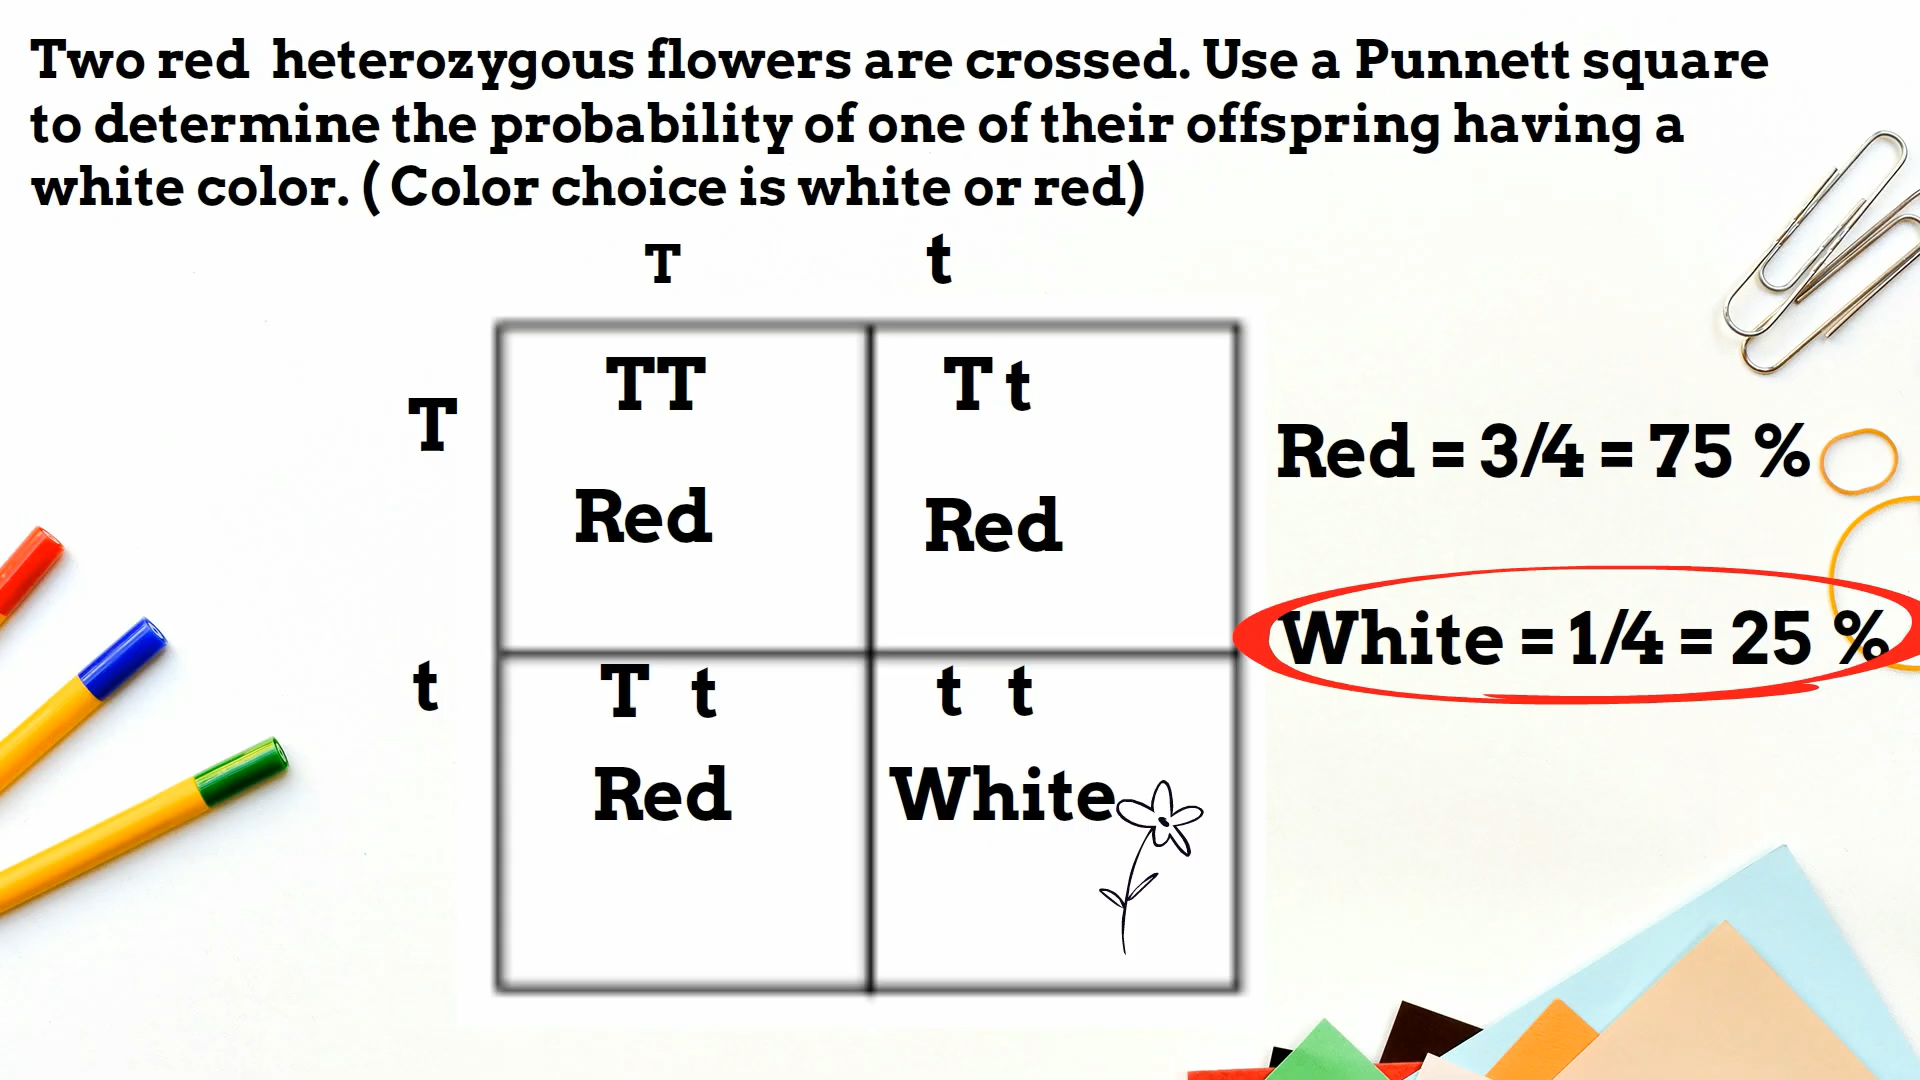 Two red heterozygous flowers are crossed. Use a Punnett square
to determine the probability of one of their offspring having a
white color. ( Color choice is white or red)
T t
T
TT
T t
Red
Red
Red = 3/4 = 75 %
White = 1/4 = 25 %
t
T t
t t
Red
White